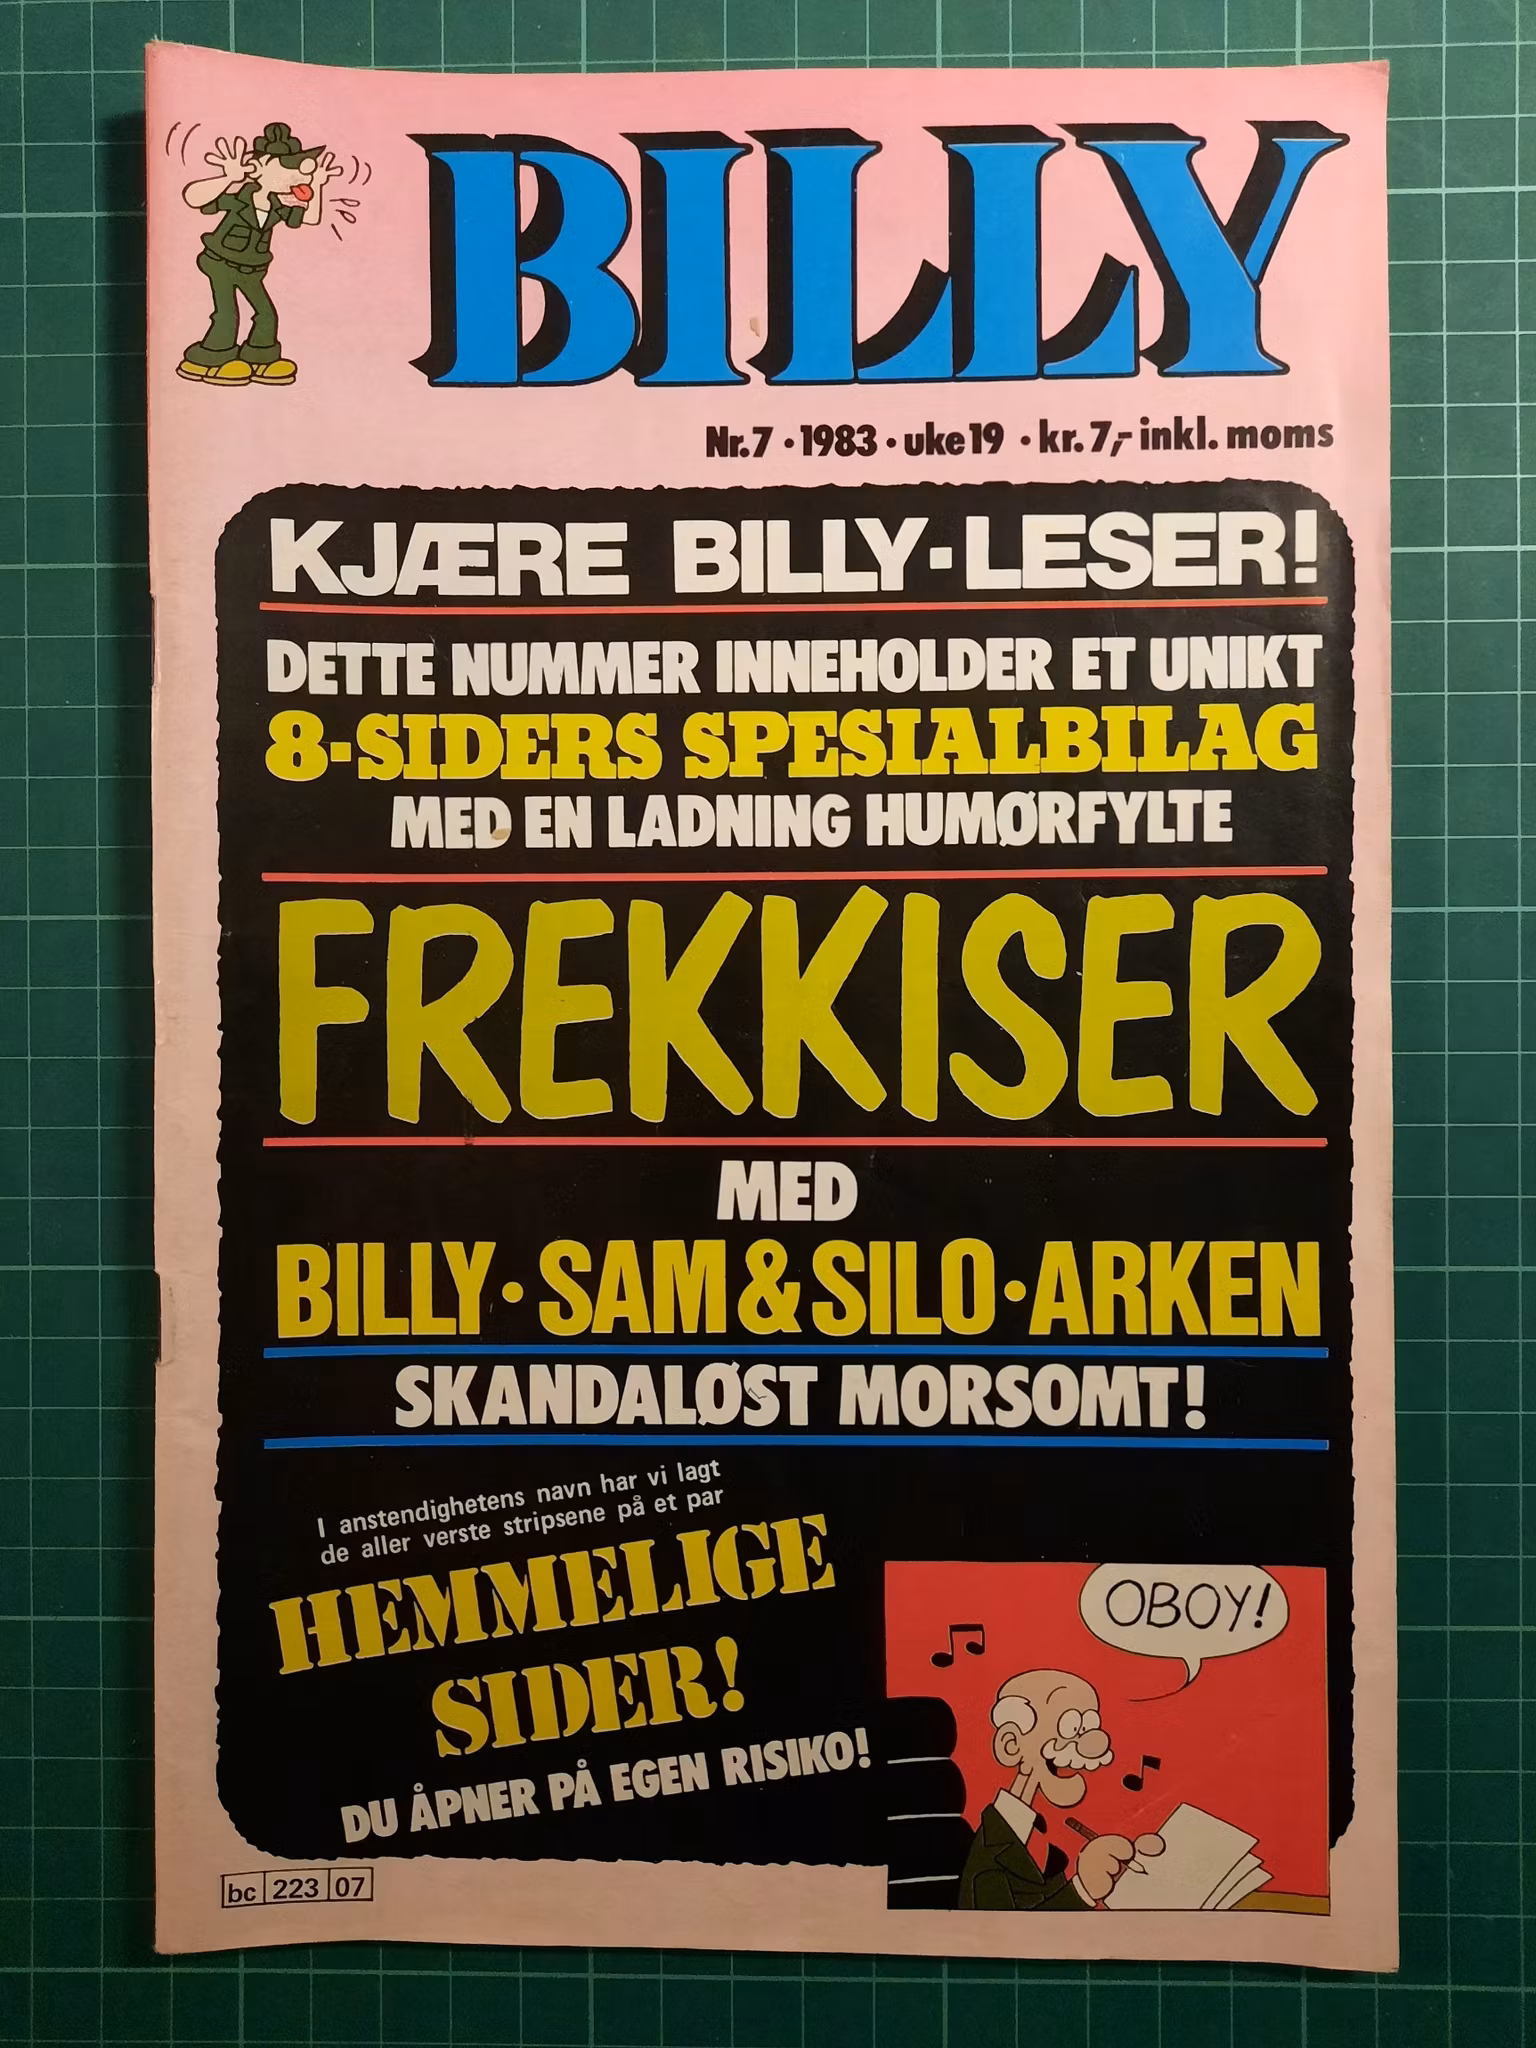 BILLY
Nr.7 • 1983 • uke 19 • kr. 7,- inkl. moms
KJÆRE BILLY-LESER!
DETTE NUMMER INNEHOLDER ET UNIKT
8-SIDERS SPESIALBILAG
MED EN LADNING HUMØRFYLTE
FREKKISER
MED
BILLY • SAM & SILO • ARKEN
SKANDALØST MORSOMT!
I anstendighetens navn har vi lagt
de aller verste stripsene på et par
HEMMELIGE
SIDER!
DU ÅPNER PÅ EGEN RISIKO!
OBOY!
bc 223 07